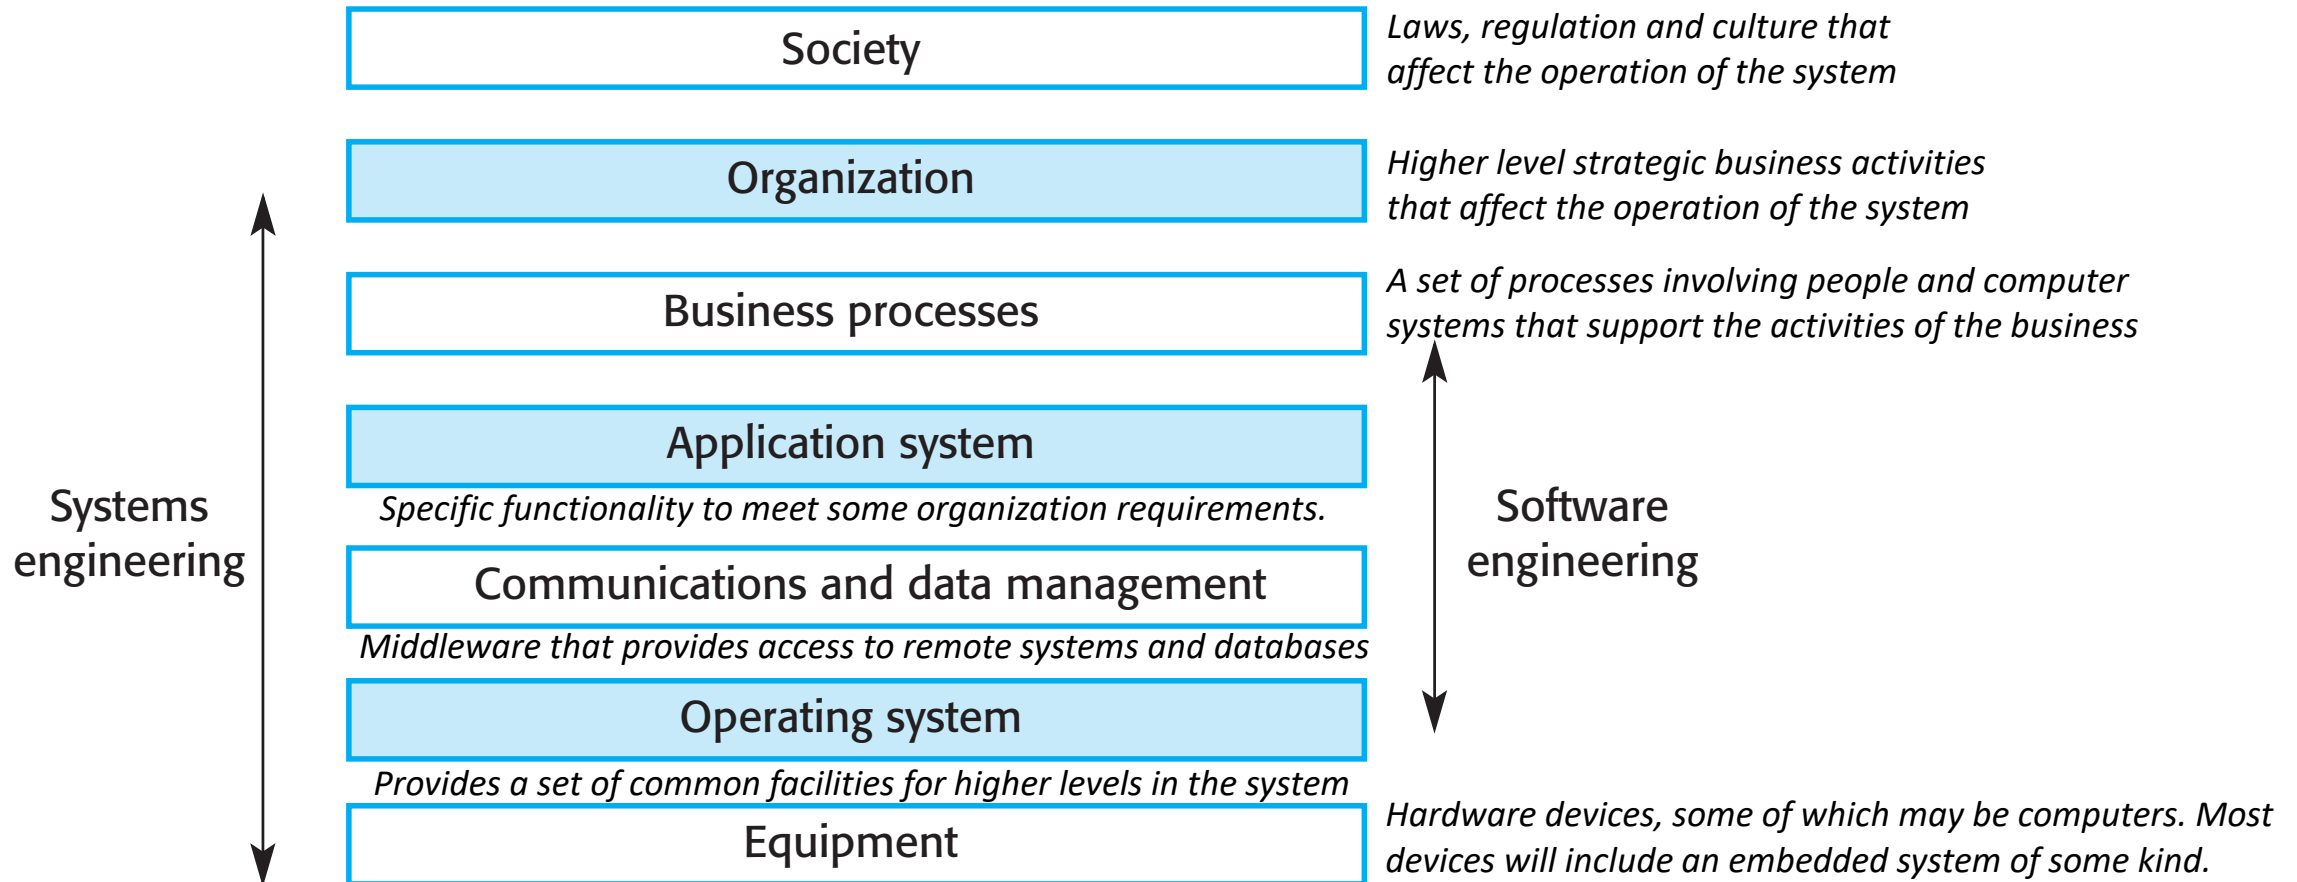 Society
Laws, regulation and culture that
affect the operation of the system
Organization
Higher level strategic business activities
that affect the operation of the system
Business processes
A set of processes involving people and computer
systems that support the activities of the business
Application system
Specific functionality to meet some organization requirements.
Systems
engineering
Software
engineering
Communications and data management
Middleware that provides access to remote systems and databases
Operating system
Provides a set of common facilities for higher levels in the system
Equipment
Hardware devices, some of which may be computers. Most
devices will include an embedded system of some kind.